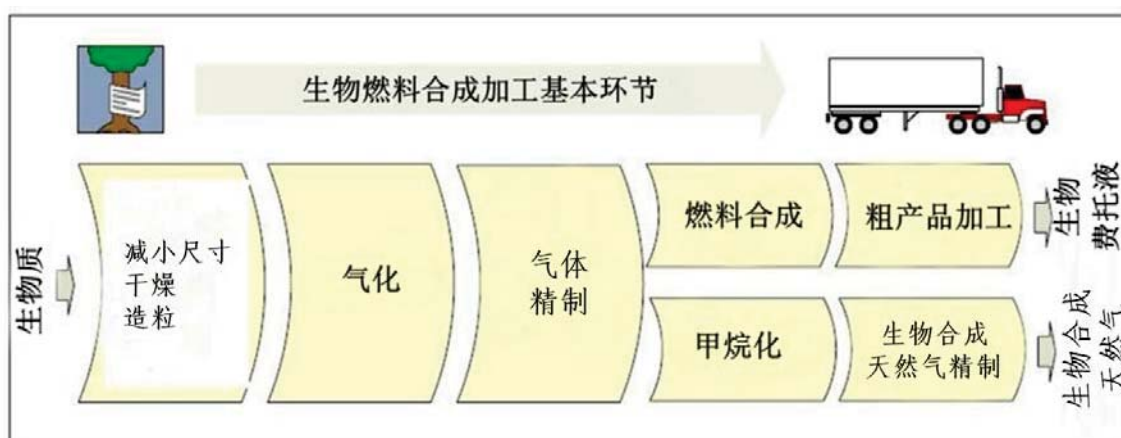 生物燃料合成加工基本环节
生物质
减小尺寸
干燥
造粒
气化
气体
精制
燃料合成
粗产品加工
生物
费托液
甲烷化
生物合成
天然气精制
生物合成
天然气